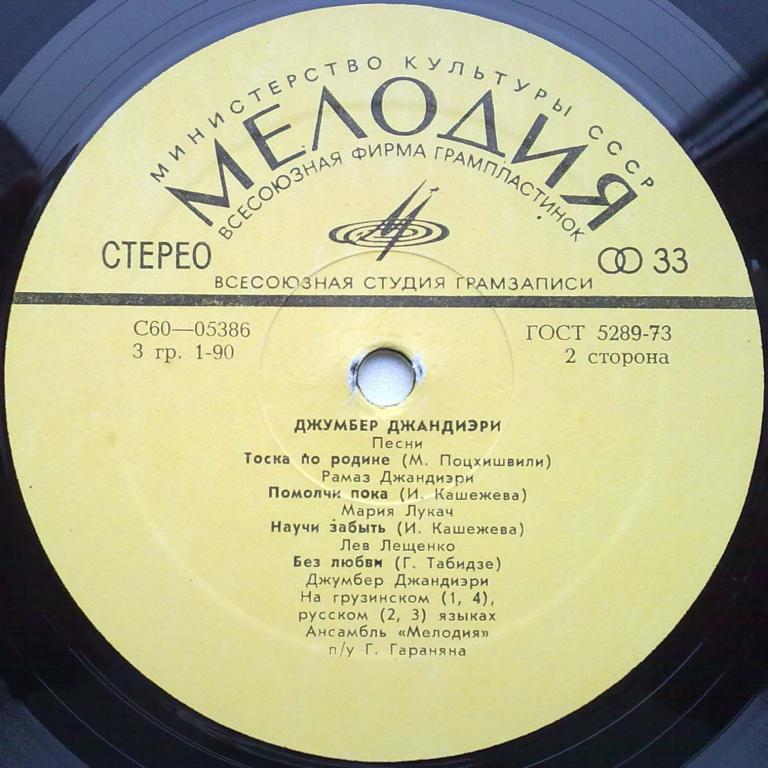 МИНИСТЕРСТВО КУЛЬТУРЫ СССР
МЕЛОДИЯ
ВСЕСОЮЗНАЯ ФИРМА ГРАМПЛАСТИНОК
СТЕРЕО
33
ВСЕСОЮЗНАЯ СТУДИЯ ГРАМЗАПИСИ
С60—05386
ГОСТ 5289-73
3 гр. 1-90
2 сторона
ДЖУМБЕР ДЖАНДИЭРИ
Песни
Тоска по родине (М. Поцхишвили)
Рамаз Джандиэри
Помолчи пока (И. Кашежева)
Мария Лукач
Научи забыть (И. Кашежева)
Лев Лещенко
Без любви (Г. Табидзе)
Джумбер Джандиэри
На грузинском (1, 4),
русском (2, 3) языках
Ансамбль «Мелодия»
п/у Г. Гараняна